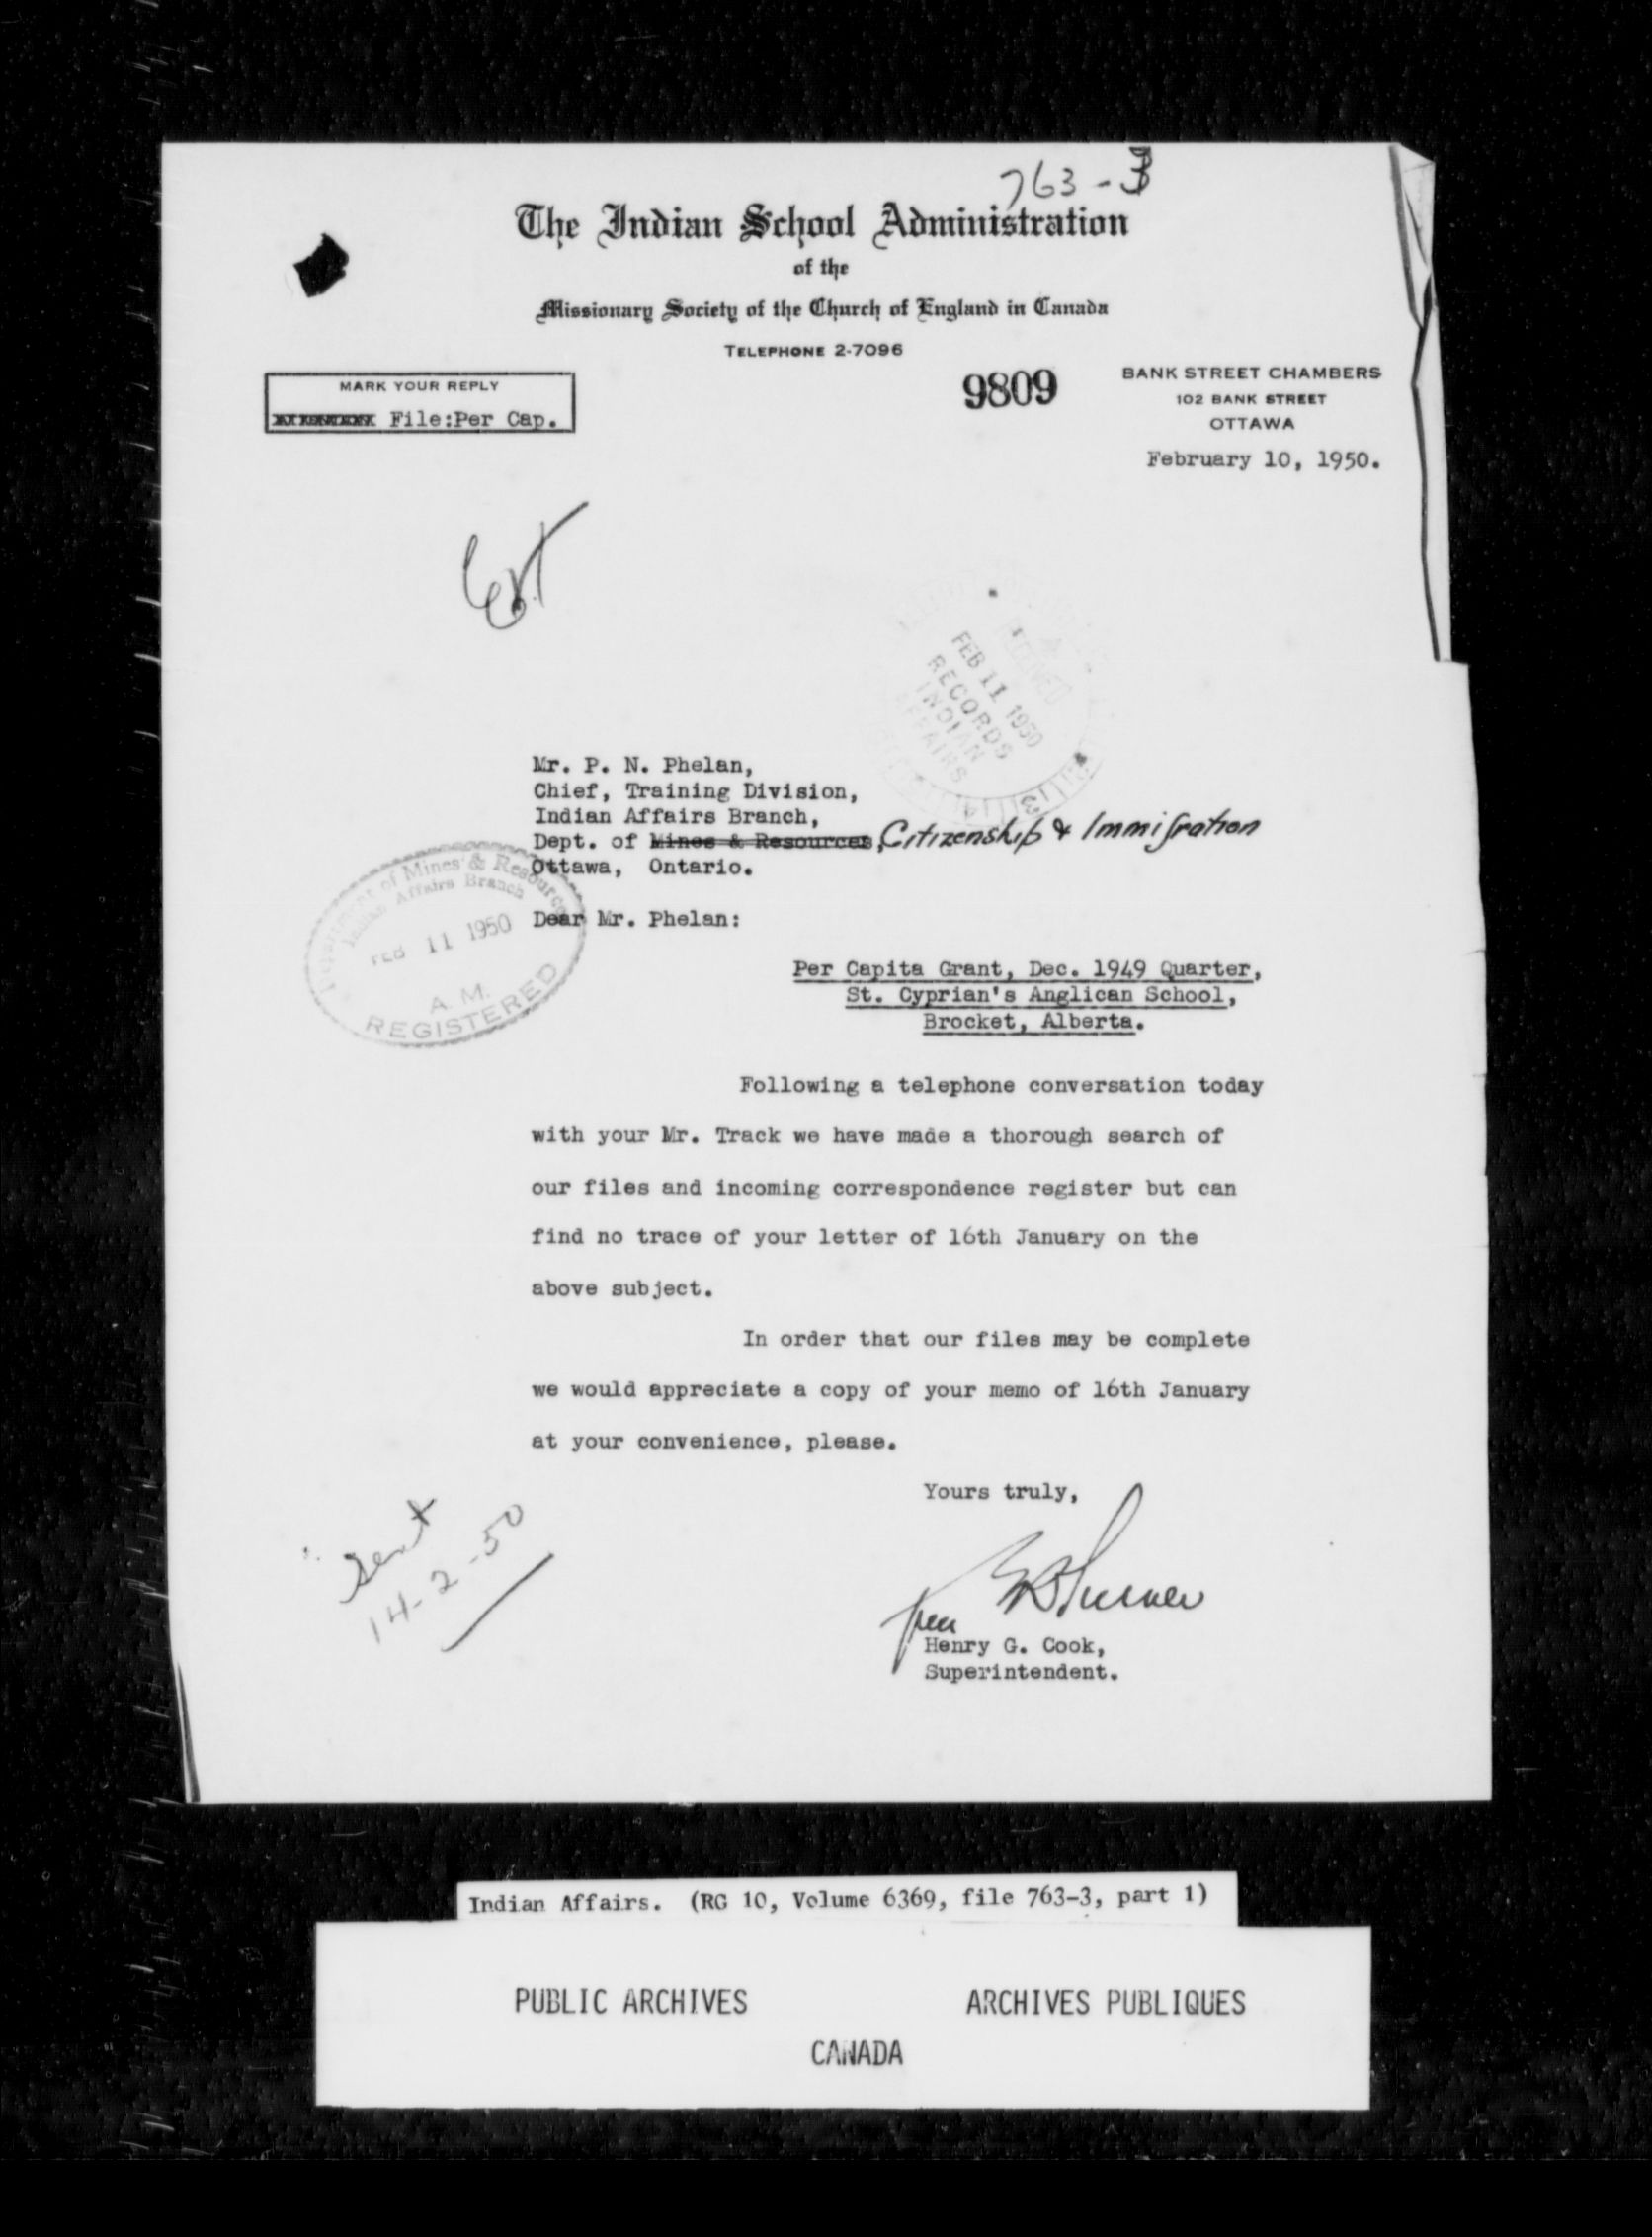 763-3
The Indian School Administration
of the
Missionary Society of the Church of England in Canada
TELEPHONE 2-7096
MARK YOUR REPLY
File:Per Cap.
9809
BANK STREET CHAMBERS
102 BANK STREET
OTTAWA
February 10, 1950.
FEB 11 1950
RECORDS
INDIAN
AFFAIRS
Mr. P. N. Phelan,
Chief, Training Division,
Indian Affairs Branch,
Dept. of Mines & Resources, Citizenship & Immigration
Ottawa, Ontario.
Department of Mines & Resources
Indian Affairs Branch
FEB 11 1950
A. M.
REGISTERED
Dear Mr. Phelan:
Per Capita Grant, Dec. 1949 Quarter,
St. Cyprian's Anglican School,
Brocket, Alberta.
Following a telephone conversation today
with your Mr. Track we have made a thorough search of
our files and incoming correspondence register but can
find no trace of your letter of 16th January on the
above subject.
In order that our files may be complete
we would appreciate a copy of your memo of 16th January
at your convenience, please.
Yours truly,
Sent
14-2-50
Henry G. Cook,
Superintendent.
Indian Affairs. (RG 10, Volume 6369, file 763-3, part 1)
PUBLIC ARCHIVES ARCHIVES PUBLIQUES
CANADA